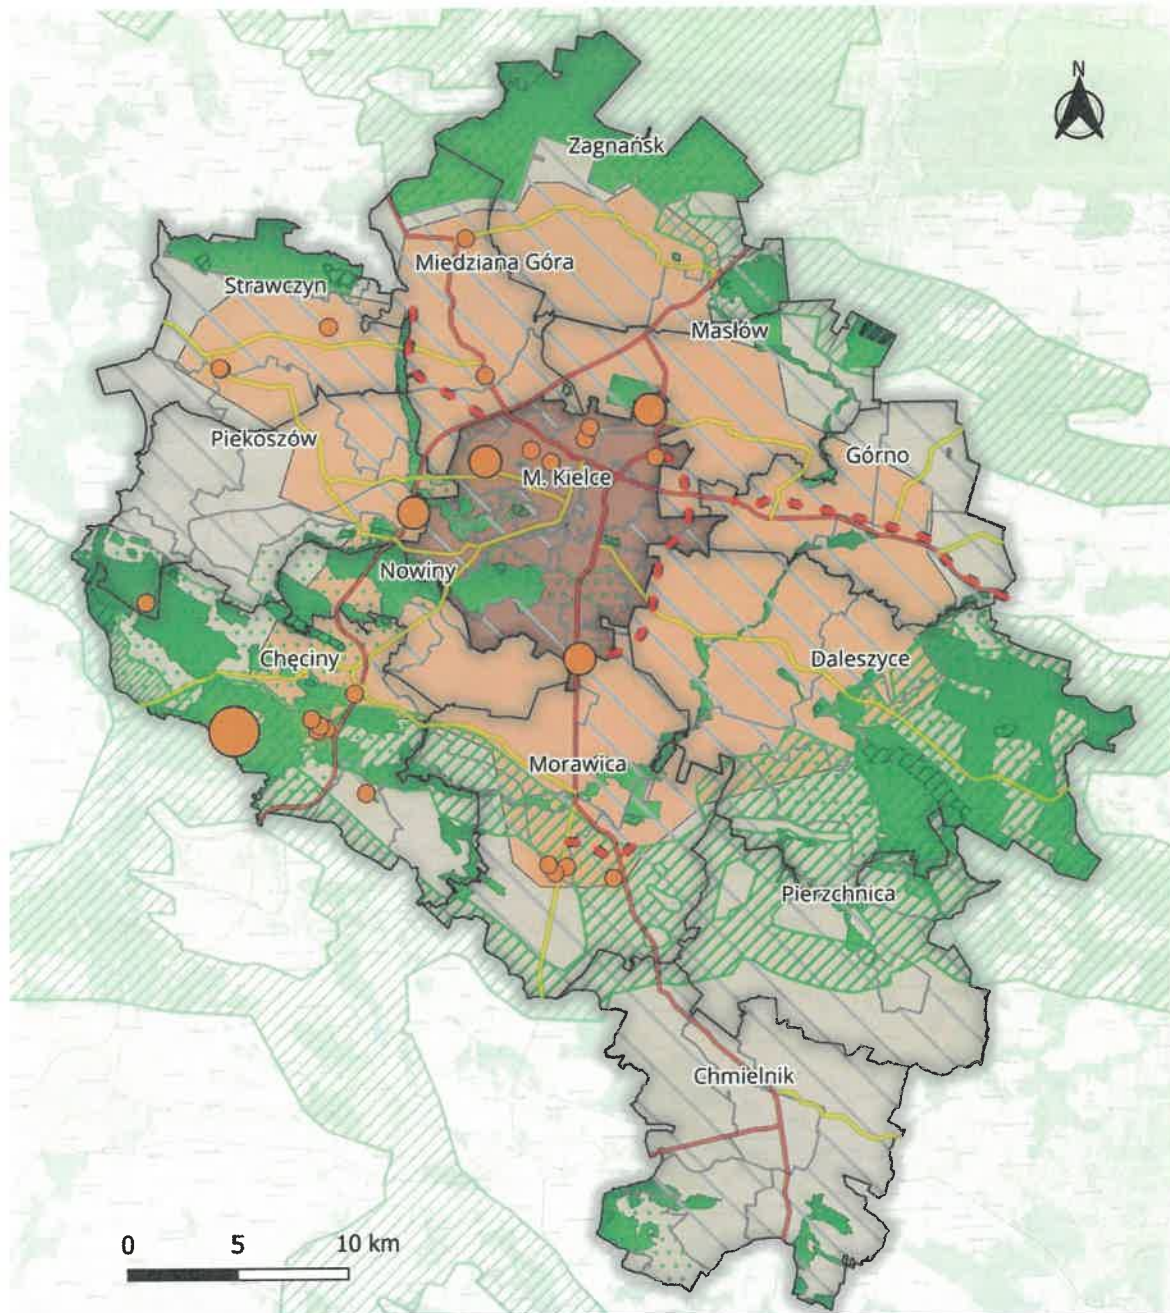 N
Zagnańsk
Miedziana Góra
Strawczyn
Masłów
Piekoszów
Górno
M. Kielce
Nowiny
Chęciny
Daleszyce
Morawica
Pierzchnica
Chmielnik
0 5 10 km